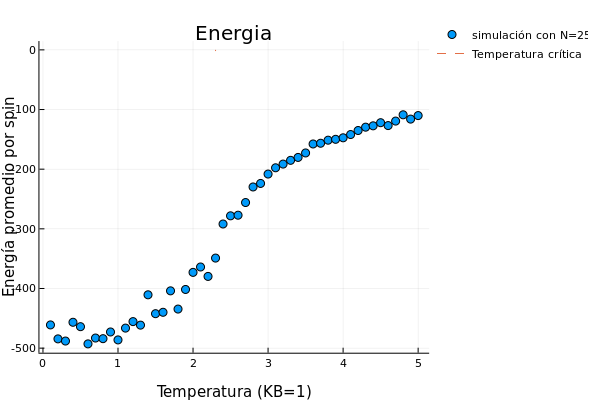 Energia
simulación con N=25
Temperatura crítica
Energía promedio por spin
0
-100
-200
-300
-400
-500
0
1
2
3
4
5
Temperatura (KB=1)